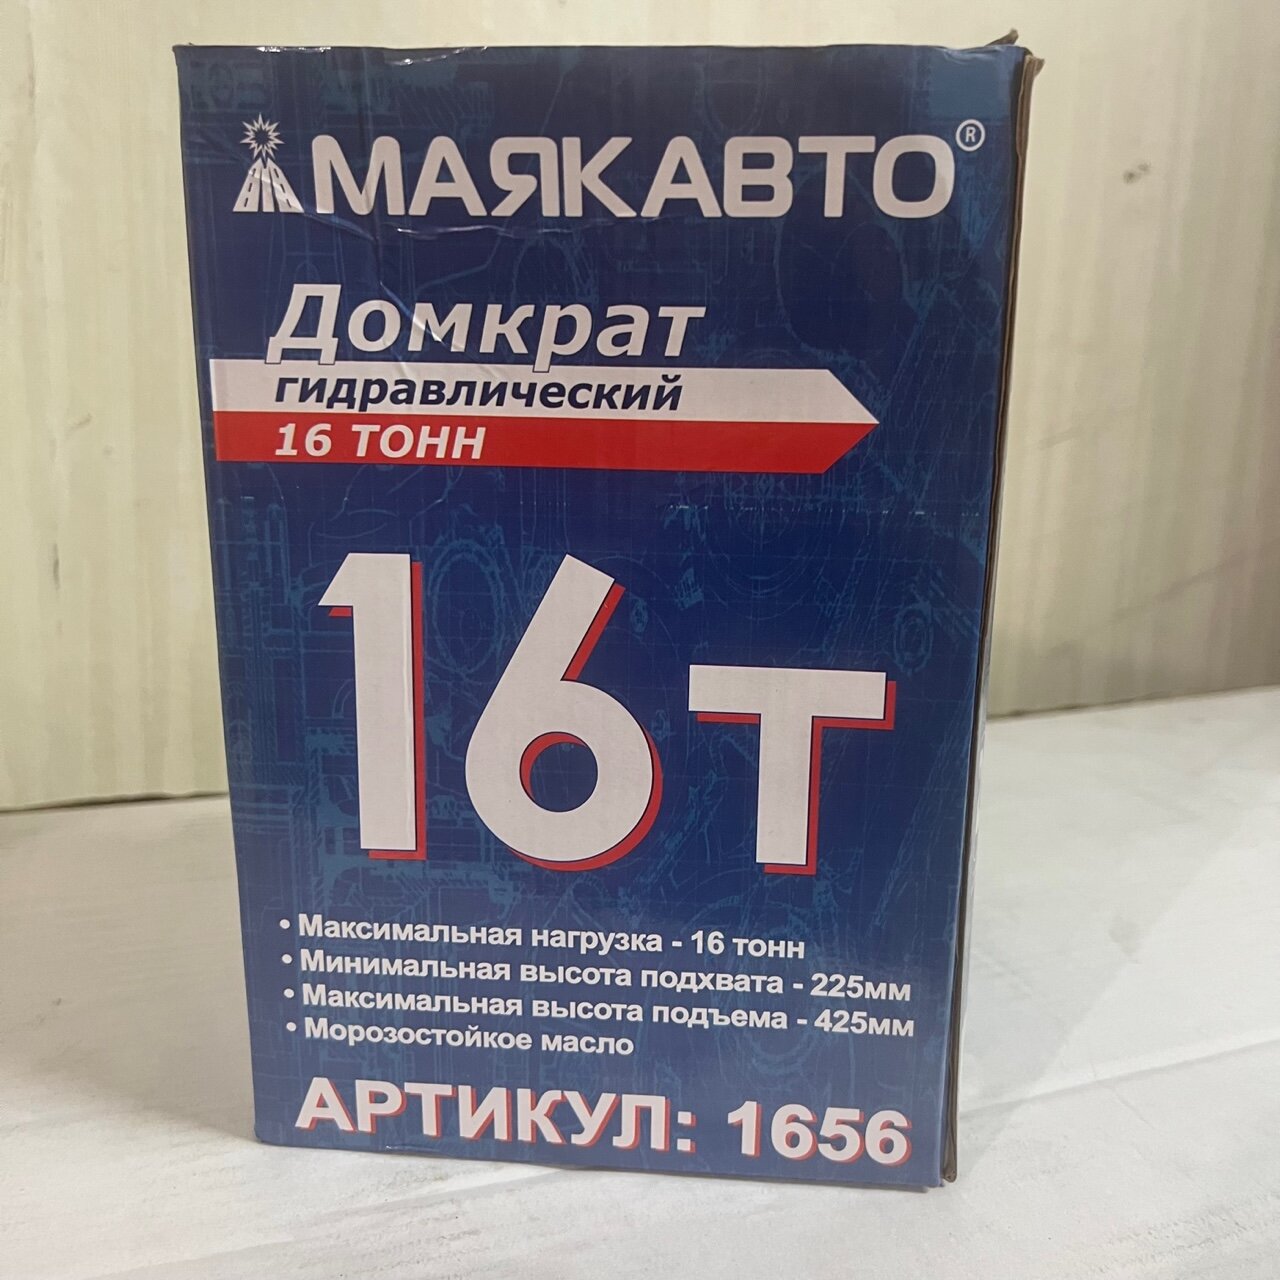 МАЯКАВТО®
Домкрат
гидравлический
16 ТОНН
16т
• Максимальная нагрузка - 16 тонн
• Минимальная высота подхвата - 225мм
• Максимальная высота подъема - 425мм
• Морозостойкое масло
АРТИКУЛ: 1656